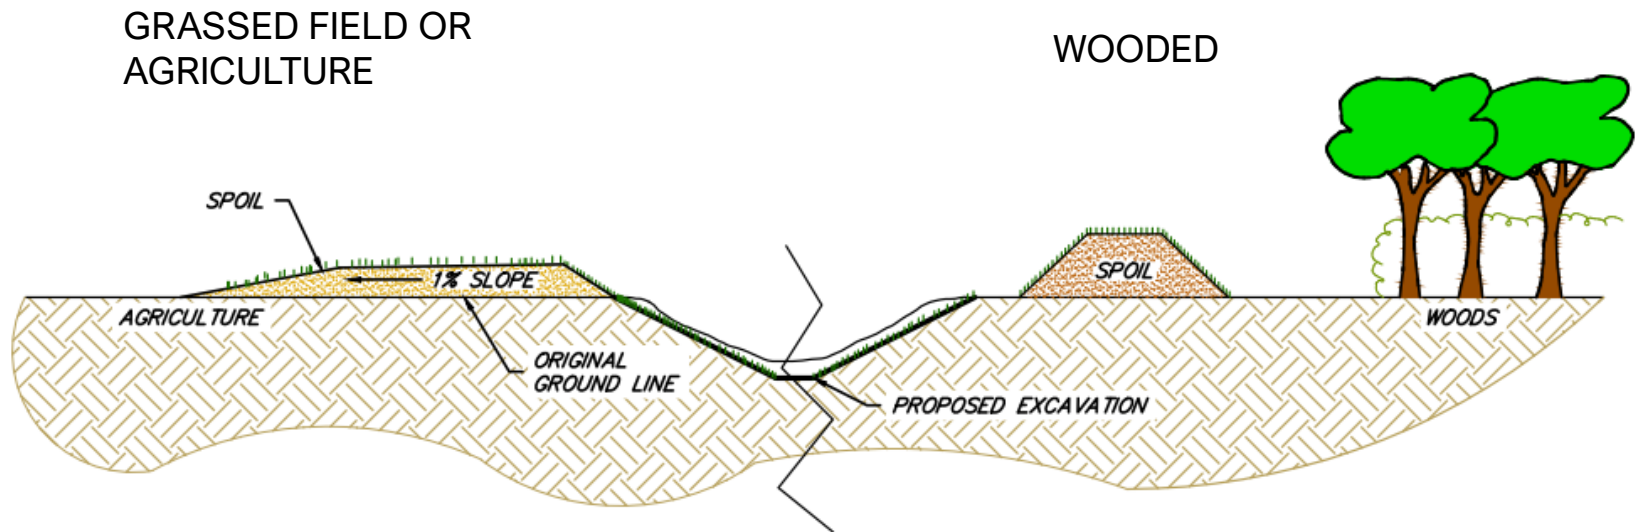 GRASSED FIELD OR
AGRICULTURE
WOODED
SPOIL
1% SLOPE
SPOIL
AGRICULTURE
WOODS
ORIGINAL
GROUND LINE
PROPOSED EXCAVATION